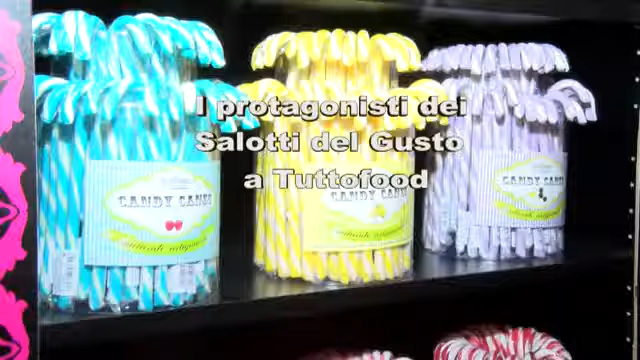 I protagonisti dei
Salotti del Gusto
a Tuttofood
CANDY CANES
CANDY CANES
CANDY CANES